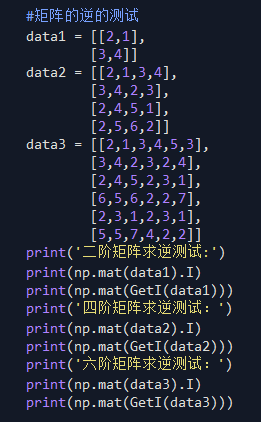 #矩阵的逆的测试
data1 = [[2,1],
[3,4]]
data2 = [[2,1,3,4],
[3,4,2,3],
[2,4,5,1],
[2,5,6,2]]
data3 = [[2,1,3,4,5,3],
[3,4,2,3,2,4],
[2,4,5,2,3,1],
[6,5,6,2,2,7],
[2,3,1,2,3,1],
[5,5,7,4,2,2]]
print('二阶矩阵求逆测试:')
print(np.mat(data1).I)
print(np.mat(GetI(data1)))
print('四阶矩阵求逆测试：')
print(np.mat(data2).I)
print(np.mat(GetI(data2)))
print('六阶矩阵求逆测试：')
print(np.mat(data3).I)
print(np.mat(GetI(data3)))